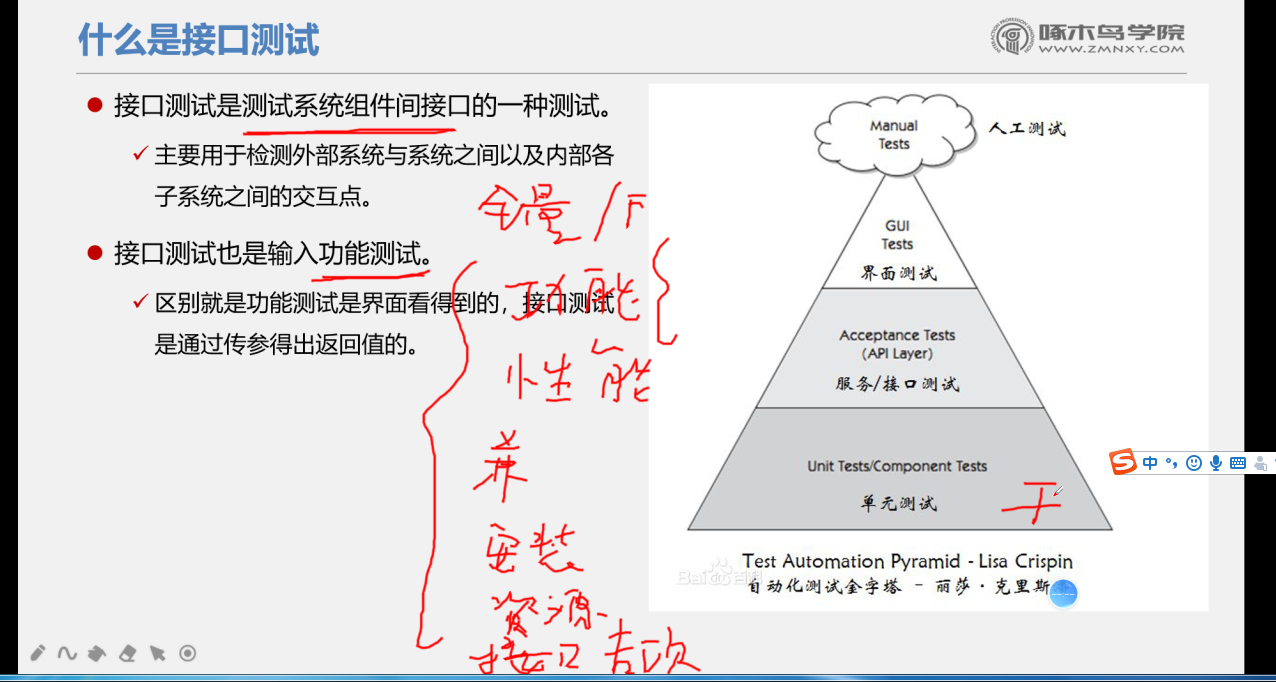 什么是接口测试
啄木鸟学院
WWW.ZMNXY.COM
接口测试是测试系统组件间接口的一种测试。
主要用于检测外部系统与系统之间以及内部各
子系统之间的交互点。
接口测试也是输入功能测试。
区别就是功能测试是界面看得到的，接口测试
是通过传参得出返回值的。
全量 /
功能
性能
兼
安装
资源
接口
Manual
Tests
人工测试
GUI
Tests
界面测试
Acceptance Tests
(API Layer)
服务/接口测试
Unit Tests/Component Tests
单元测试
开
Test Automation Pyramid - Lisa Crispin
自动化测试金字塔 - 丽莎·克里斯
Baidu百科
中